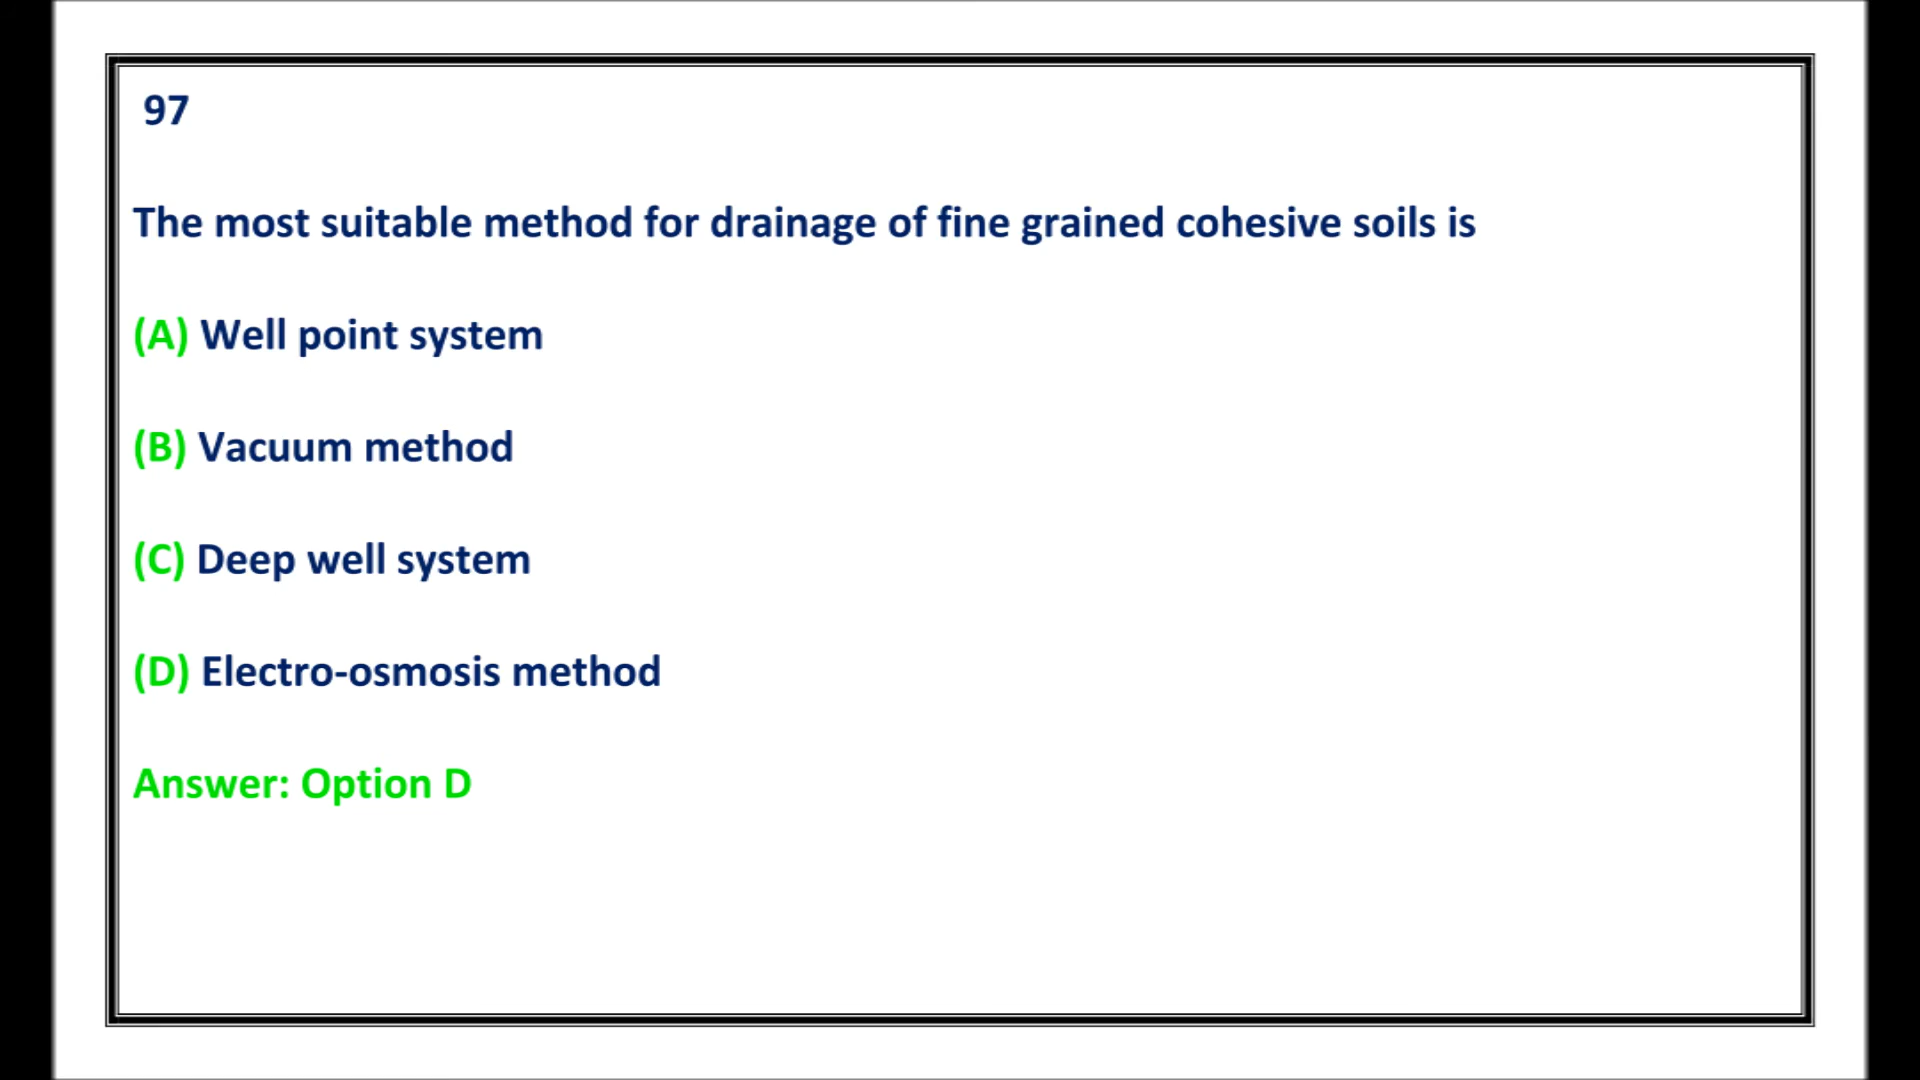 97
The most suitable method for drainage of fine grained cohesive soils is
(A) Well point system
(B) Vacuum method
(C) Deep well system
(D) Electro-osmosis method
Answer: Option D